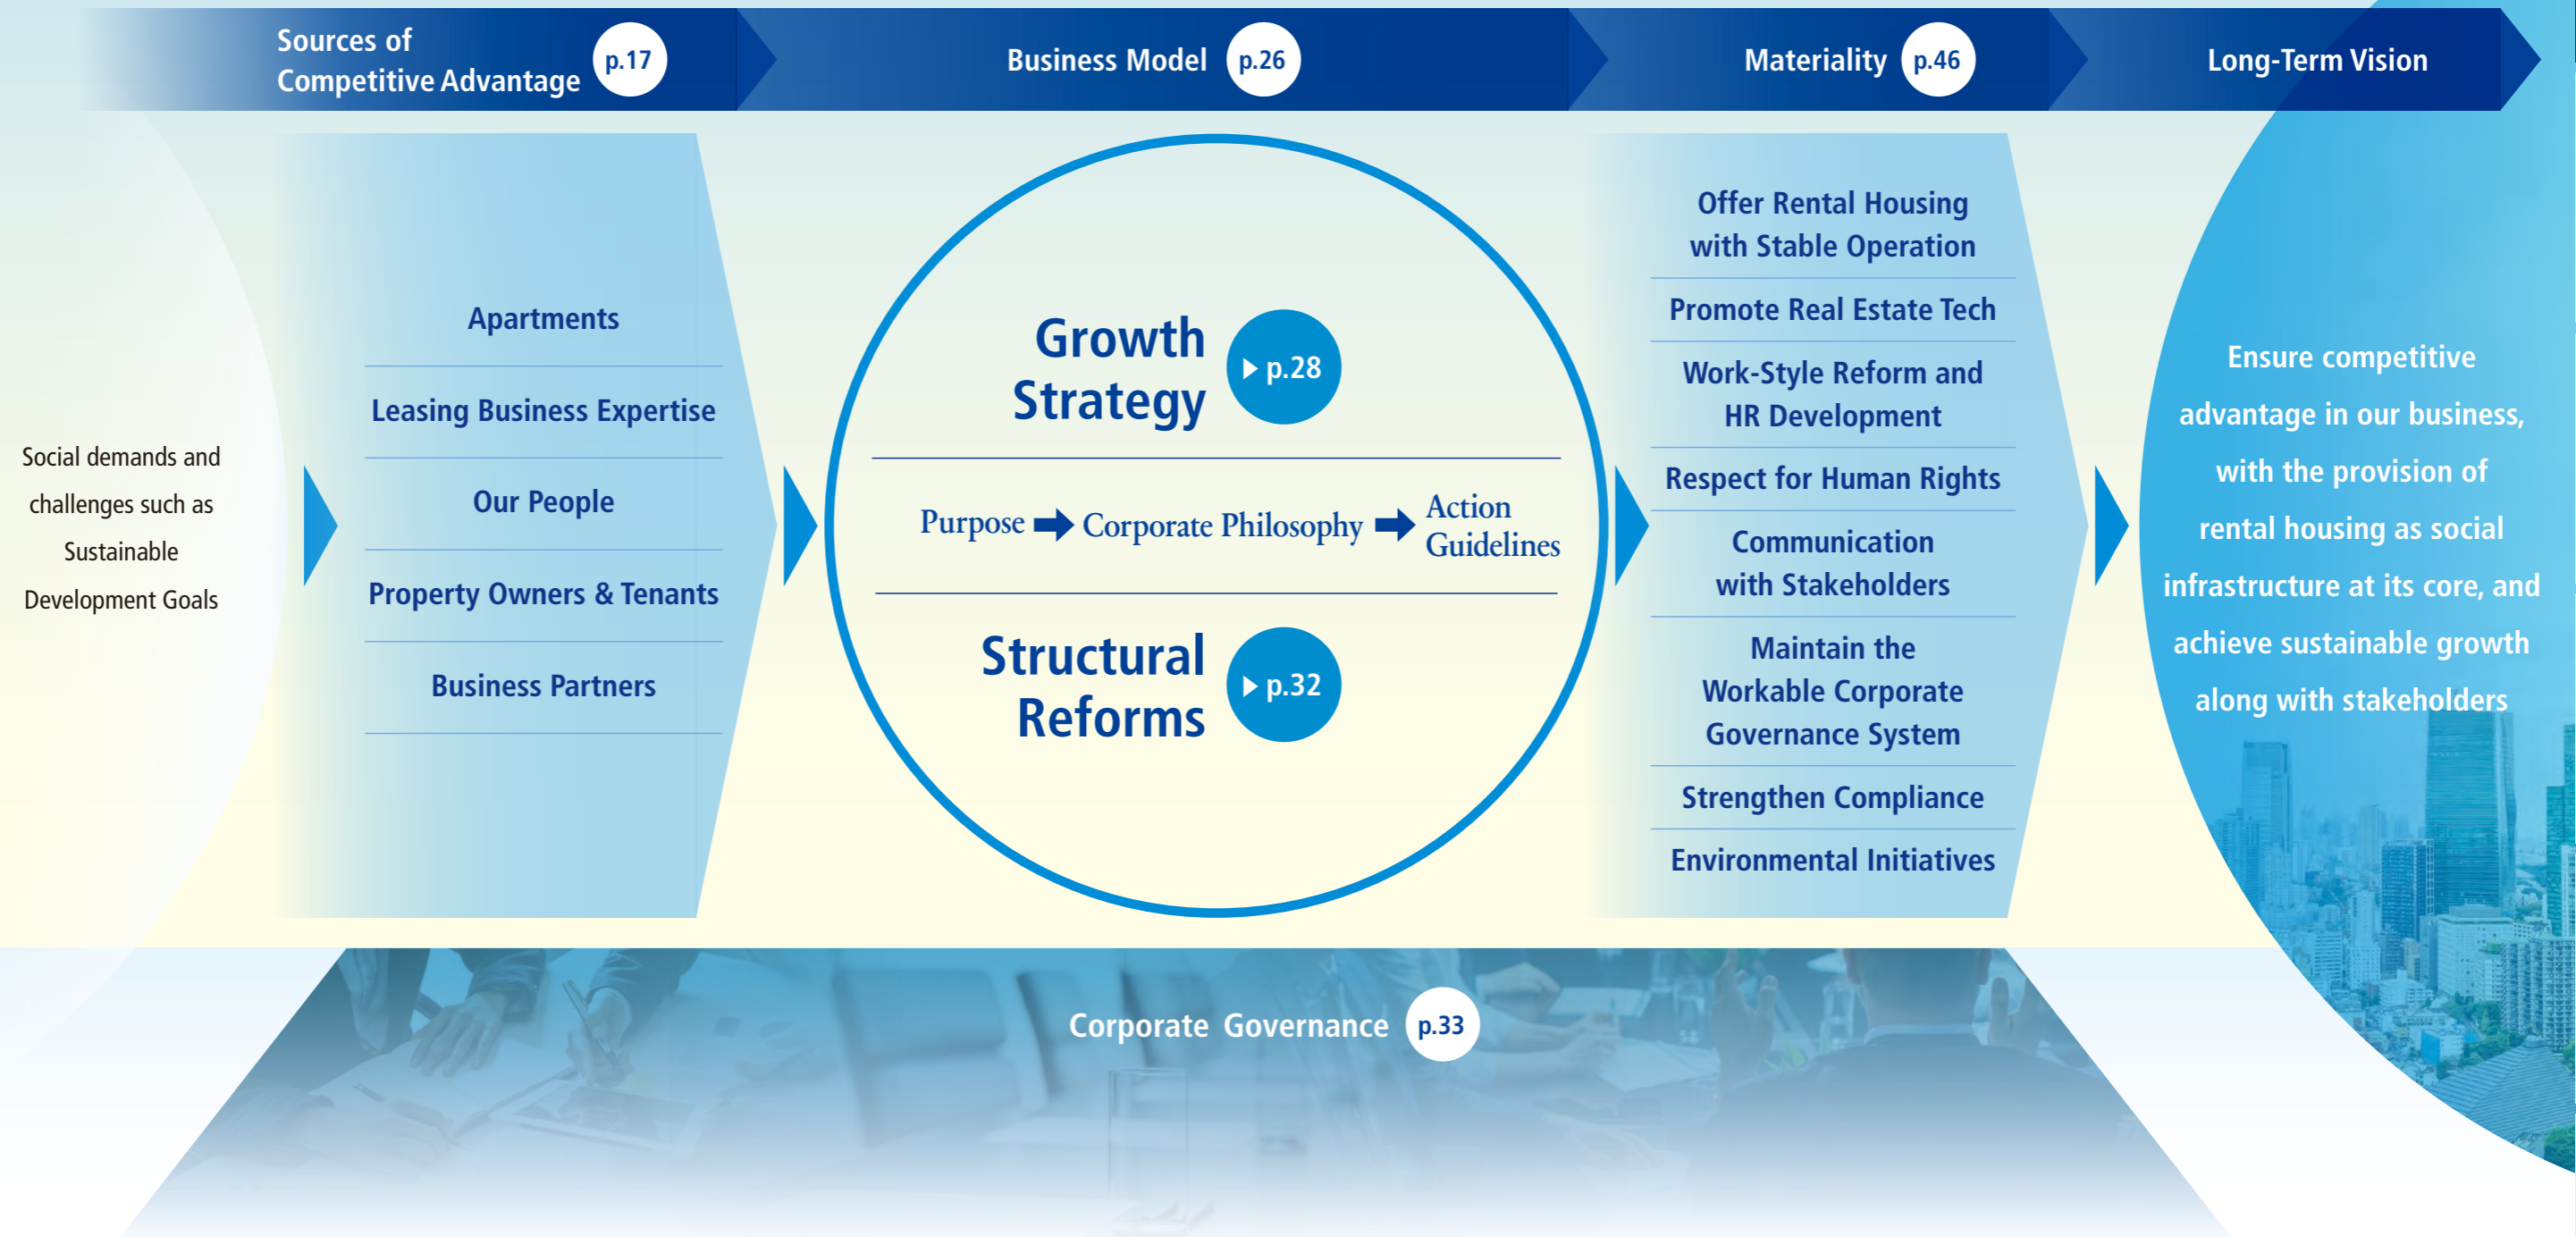 Sources of
Competitive Advantage
p.17
Business Model
p.26
Materiality
p.46
Long-Term Vision
Social demands and
challenges such as
Sustainable
Development Goals
Apartments
Leasing Business Expertise
Our People
Property Owners & Tenants
Business Partners
Growth
Strategy
p.28
Purpose
Corporate Philosophy
Action
Guidelines
Structural
Reforms
p.32
Offer Rental Housing
with Stable Operation
Promote Real Estate Tech
Work-Style Reform and
HR Development
Respect for Human Rights
Communication
with Stakeholders
Maintain the
Workable Corporate
Governance System
Strengthen Compliance
Environmental Initiatives
Ensure competitive
advantage in our business,
with the provision of
rental housing as social
infrastructure at its core, and
achieve sustainable growth
along with stakeholders
Corporate Governance
p.33